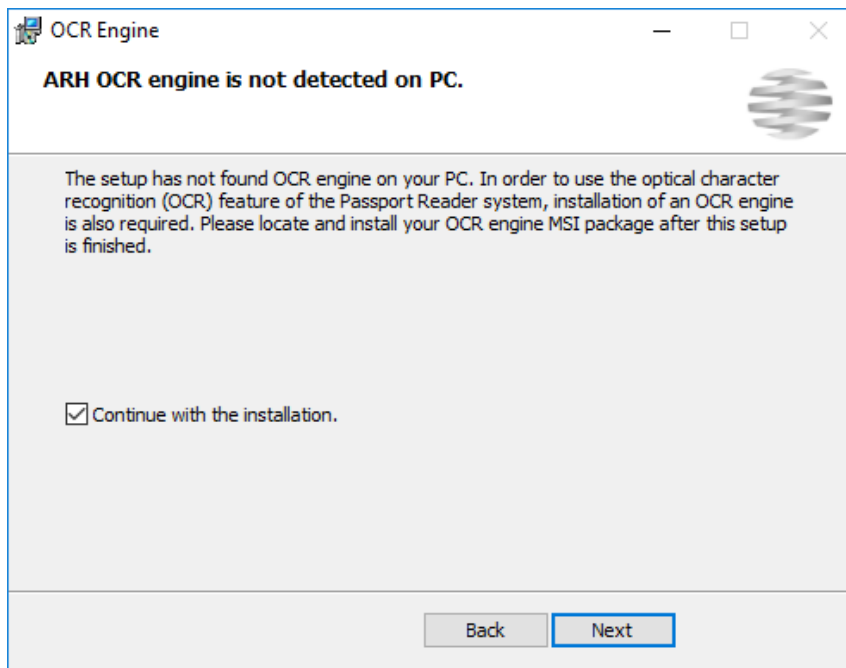 OCR Engine
ARH OCR engine is not detected on PC.
The setup has not found OCR engine on your PC. In order to use the optical character
recognition (OCR) feature of the Passport Reader system, installation of an OCR engine
is also required. Please locate and install your OCR engine MSI package after this setup
is finished.
Continue with the installation.
Back Next